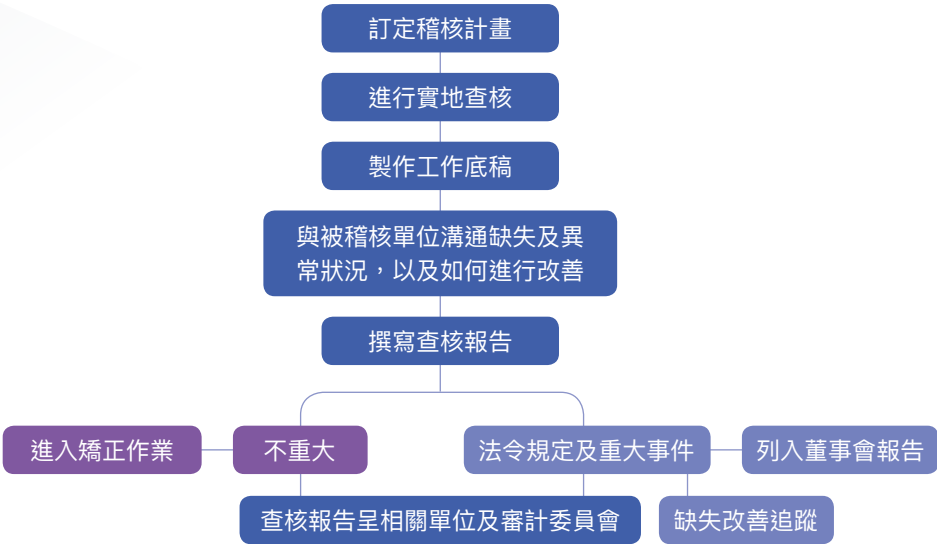 訂定稽核計畫
進行實地查核
製作工作底稿
與被稽核單位溝通缺失及異
常狀況，以及如何進行改善
撰寫查核報告
進入矯正作業
不重大
法令規定及重大事件
列入董事會報告
查核報告呈相關單位及審計委員會
缺失改善追蹤